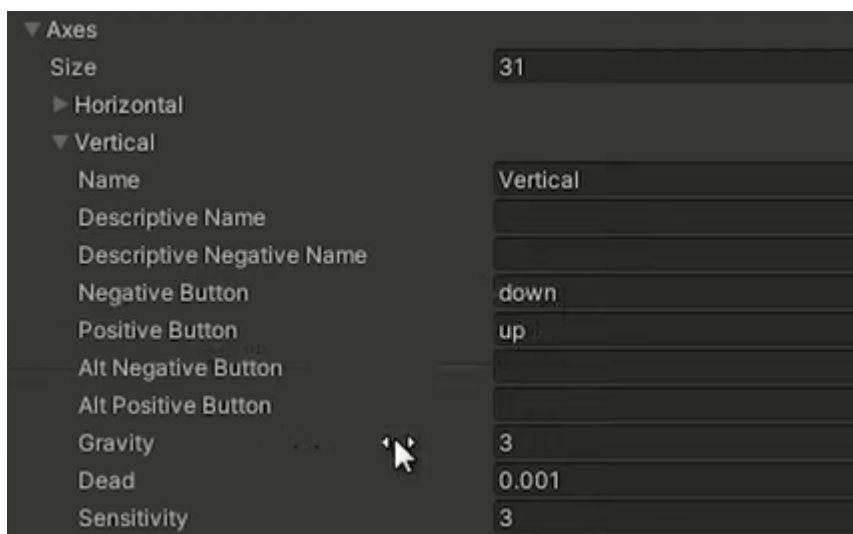 Axes
Size 31
Horizontal
Vertical
Name Vertical
Descriptive Name
Descriptive Negative Name
Negative Button down
Positive Button up
Alt Negative Button
Alt Positive Button
Gravity 3
Dead 0.001
Sensitivity 3